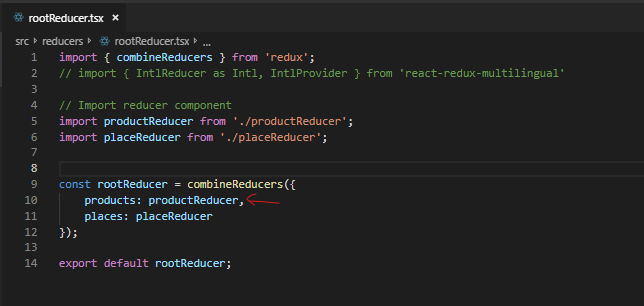 rootReducer.tsx ×
src > reducers > rootReducer.tsx > ...
1 import { combineReducers } from 'redux';
2 // import { IntlReducer as Intl, IntlProvider } from 'react-redux-multilingual'
3
4 // Import reducer component
5 import productReducer from './productReducer';
6 import placeReducer from './placeReducer';
7
8
9 const rootReducer = combineReducers({
10 products: productReducer,
11 places: placeReducer
12 });
13
14 export default rootReducer;